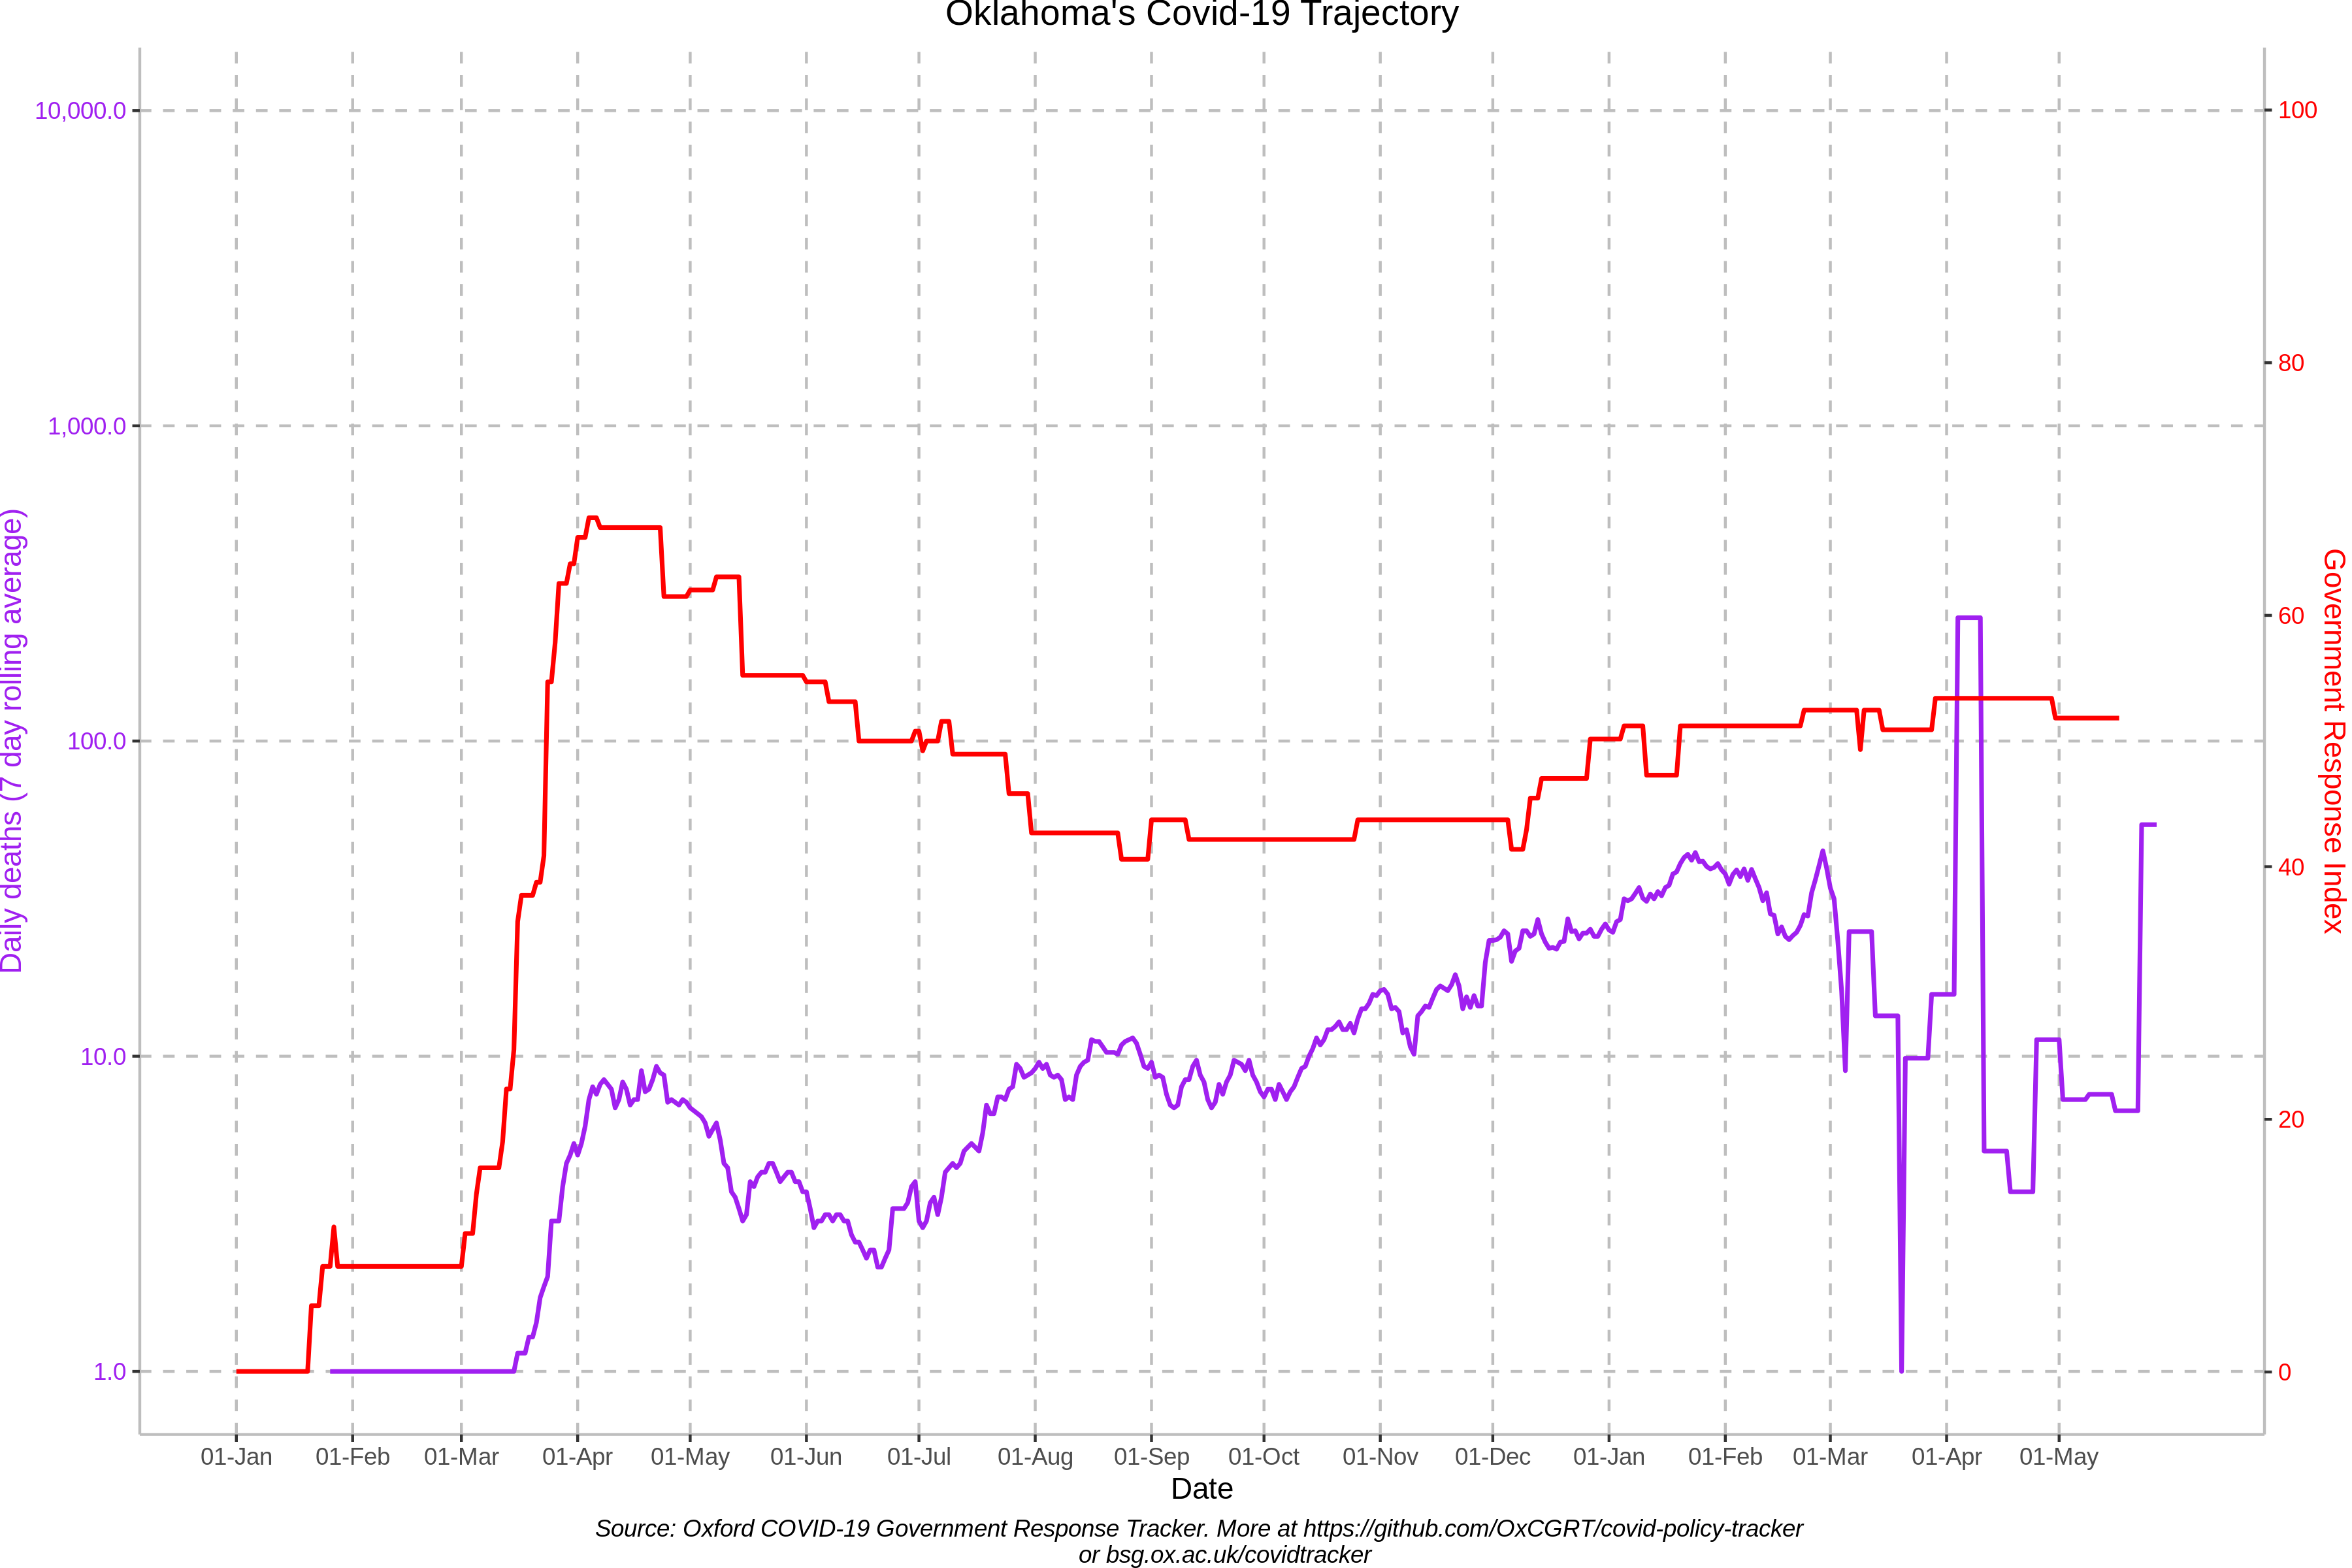 Oklahoma's Covid-19 Trajectory
10,000.0
1,000.0
100.0
10.0
1.0
Daily deaths (7 day rolling average)
100
80
60
40
20
0
Government Response Index
01-Jan 01-Feb 01-Mar 01-Apr 01-May 01-Jun 01-Jul 01-Aug 01-Sep 01-Oct 01-Nov 01-Dec 01-Jan 01-Feb 01-Mar 01-Apr 01-May
Date
Source: Oxford COVID-19 Government Response Tracker. More at https://github.com/OxCGRT/covid-policy-tracker
or bsg.ox.ac.uk/covidtracker